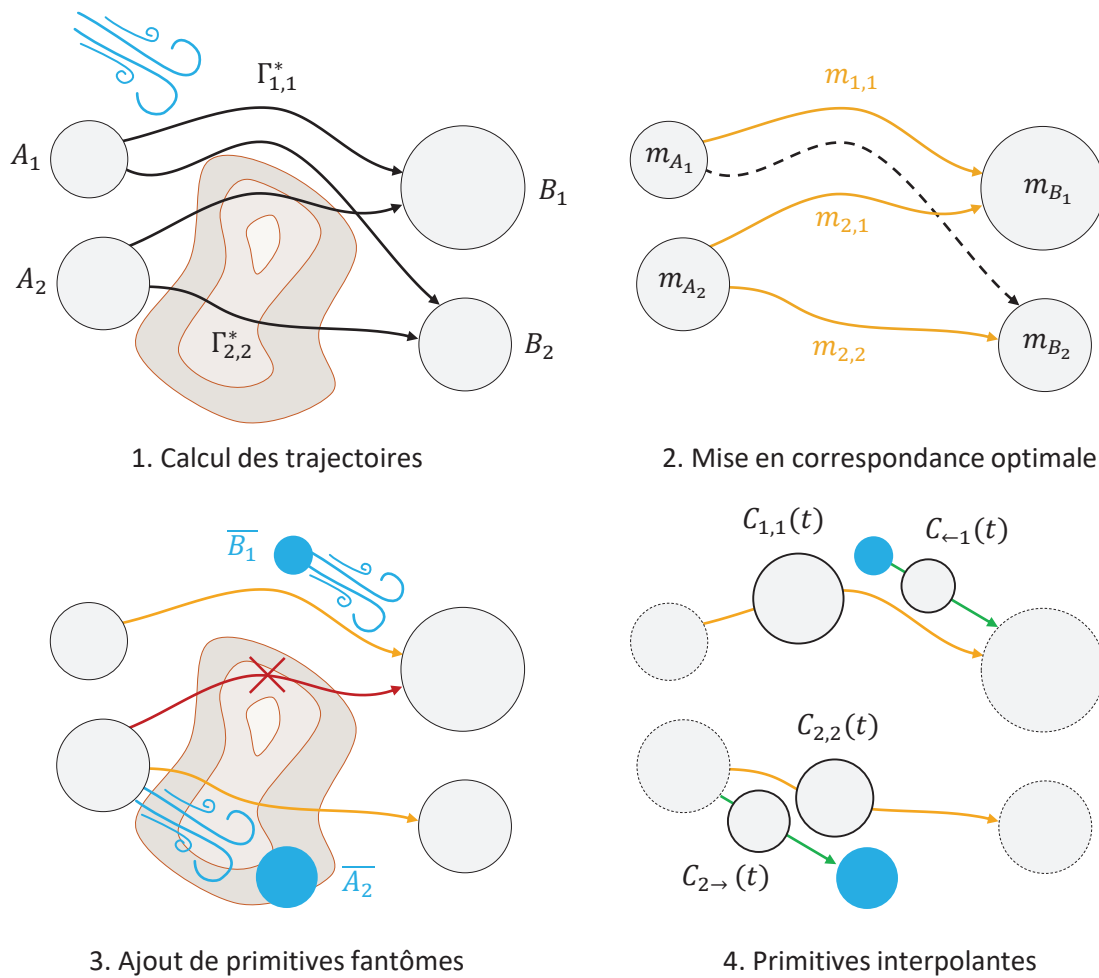 Γ*1,1
A1
B1
A2
Γ*2,2
B2
1. Calcul des trajectoires
m1,1
mA1
mB1
m2,1
mA2
m2,2
mB2
2. Mise en correspondance optimale
B̅1
A̅2
3. Ajout de primitives fantômes
C1,1(t)
C←1(t)
C2,2(t)
C2→(t)
4. Primitives interpolantes